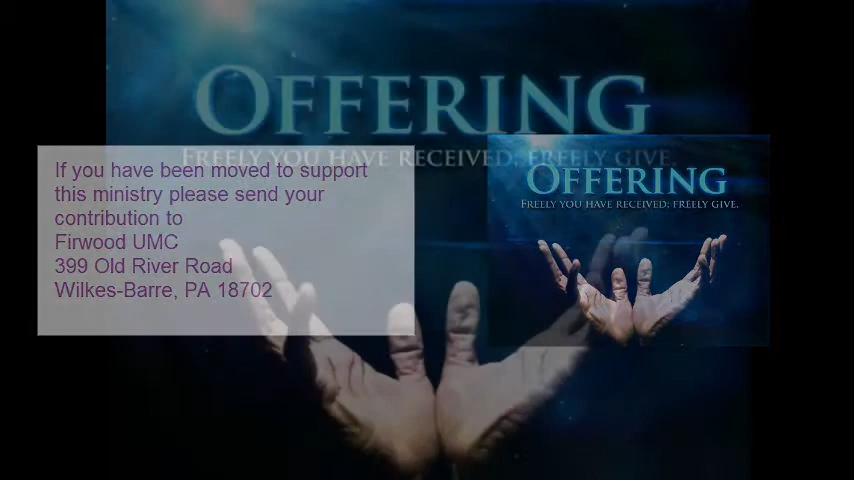 OFFERING
FREELY YOU HAVE RECEIVED; FREELY GIVE.
If you have been moved to support
this ministry please send your
contribution to
Firwood UMC
399 Old River Road
Wilkes-Barre, PA 18702
OFFERING
FREELY YOU HAVE RECEIVED; FREELY GIVE.